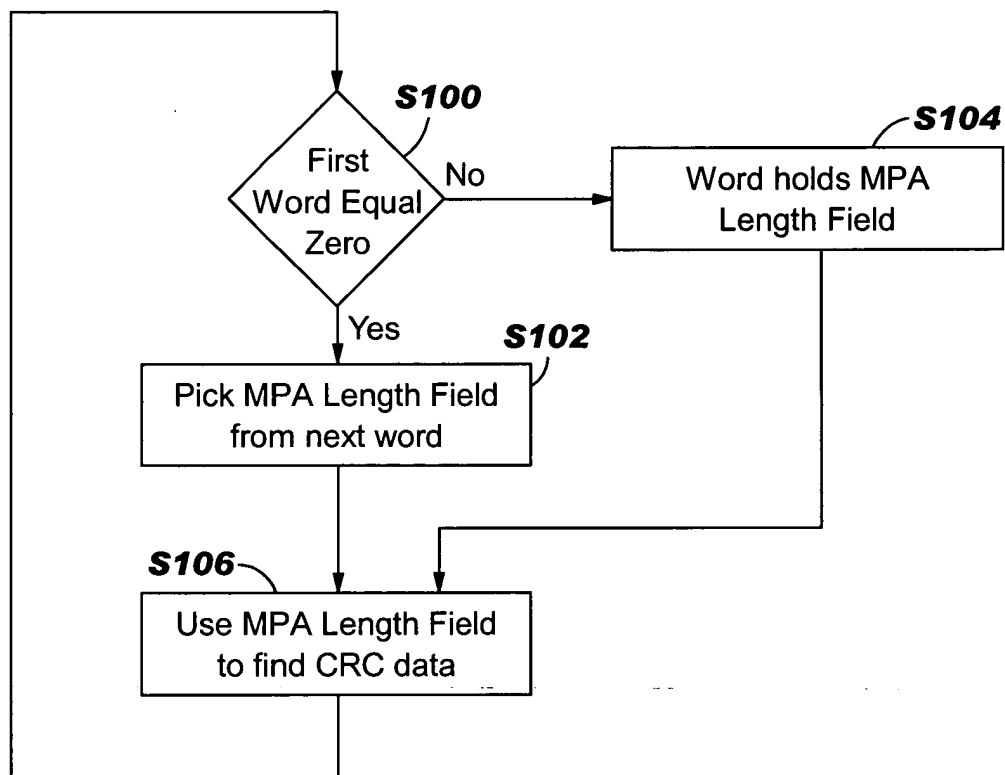 S100
First
Word Equal
Zero
No
S104
Word holds MPA
Length Field
Yes
S102
Pick MPA Length Field
from next word
S106
Use MPA Length Field
to find CRC data